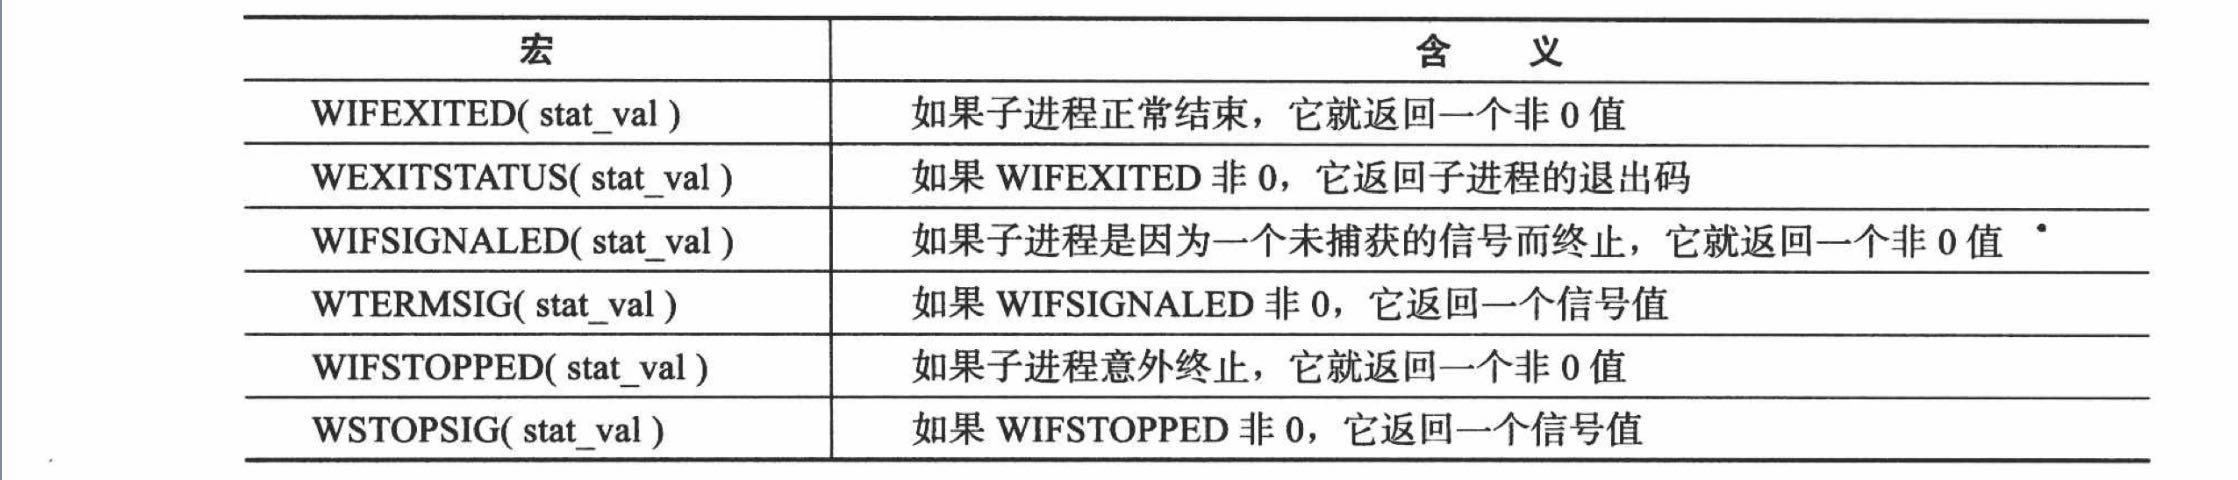 宏 含 义
WIFEXITED( stat_val ) 如果子进程正常结束，它就返回一个非 0 值
WEXITSTATUS( stat_val ) 如果 WIFEXITED 非 0，它返回子进程的退出码
WIFSIGNALED( stat_val ) 如果子进程是因为一个未捕获的信号而终止，它就返回一个非 0 值
WTERMSIG( stat_val ) 如果 WIFSIGNALED 非 0，它返回一个信号值
WIFSTOPPED( stat_val ) 如果子进程意外终止，它就返回一个非 0 值
WSTOPSIG( stat_val ) 如果 WIFSTOPPED 非 0，它返回一个信号值